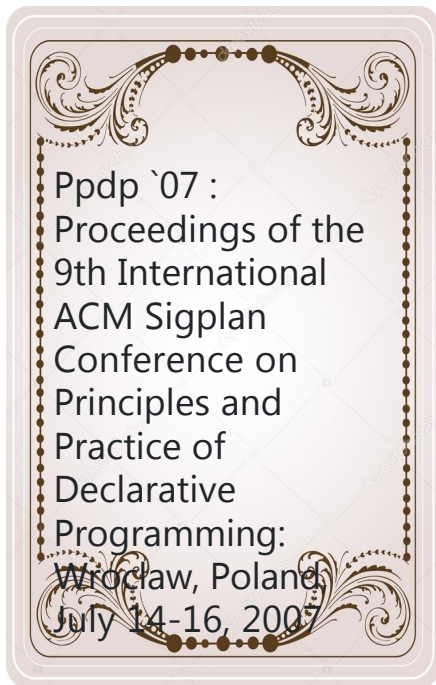 Ppdp `07 :
Proceedings of the
9th International
ACM Sigplan
Conference on
Principles and
Practice of
Declarative
Programming:
Wroclaw, Poland,
July 14-16, 2007